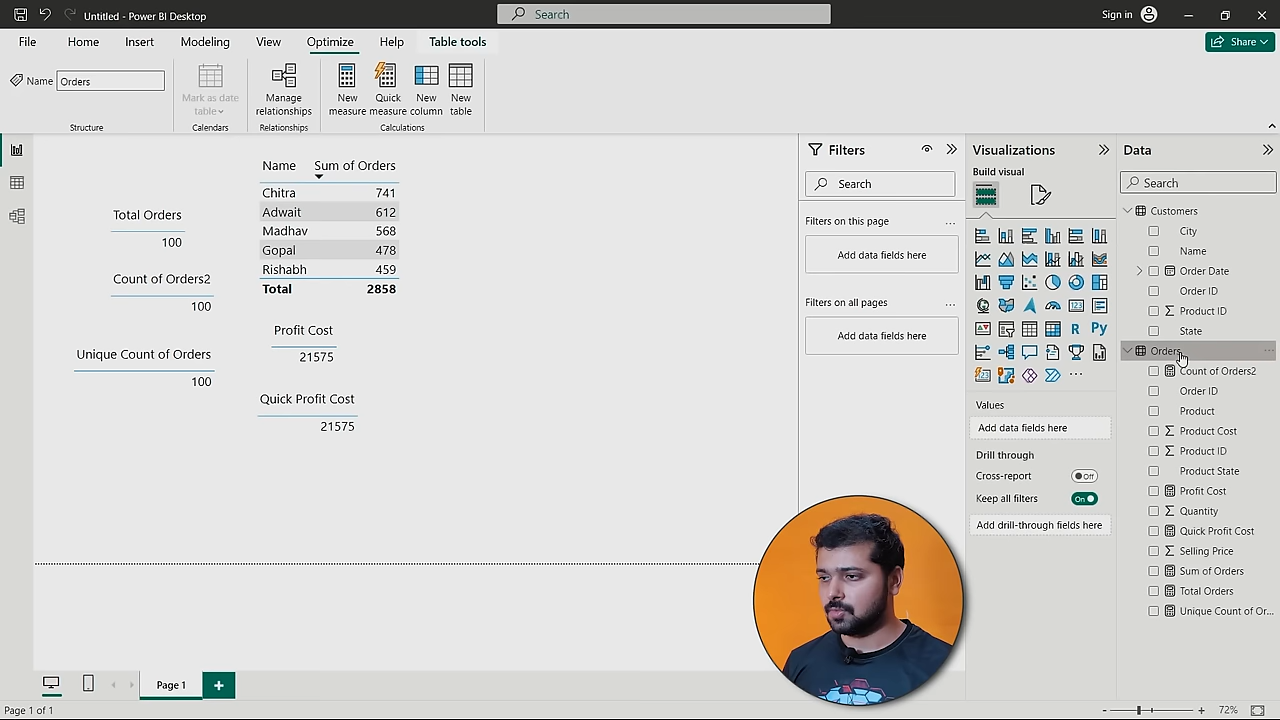 Untitled - Power BI Desktop
Search
Sign in
File
Home
Insert
Modeling
View
Optimize
Help
Table tools
Share
Name
Orders
Mark as date
table
Manage
relationships
New
measure
Quick
measure
New
column
New
table
Structure
Calendars
Relationships
Calculations
Total Orders
100
Count of Orders2
100
Unique Count of Orders
100
Name Sum of Orders
Chitra 741
Adwait 612
Madhav 568
Gopal 478
Rishabh 459
Total 2858
Profit Cost
21575
Quick Profit Cost
21575
Filters
Search
Filters on this page
...
Add data fields here
Filters on all pages
...
Add data fields here
Visualizations
Build visual
R
Py
123
...
Values
Add data fields here
Drill through
Cross-report
Off
Keep all filters
On
Add drill-through fields here
Data
Search
Customers
City
Name
Order Date
Order ID
Product ID
State
Orders
...
Count of Orders2
Order ID
Product
Product Cost
Product ID
Product State
Profit Cost
Quantity
Quick Profit Cost
Selling Price
Sum of Orders
Total Orders
Unique Count of Or...
Page 1
+
Page 1 of 1
- + 72%